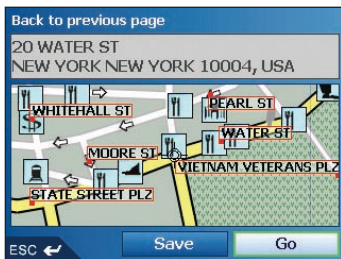 Back to previous page
20 WATER ST
NEW YORK NEW YORK 10004, USA
WHITEHALL ST
PEARL ST
WATER ST
MOORE ST
VIETNAM VETERANS PLZ
STATE STREET PLZ
ESC
Save
Go